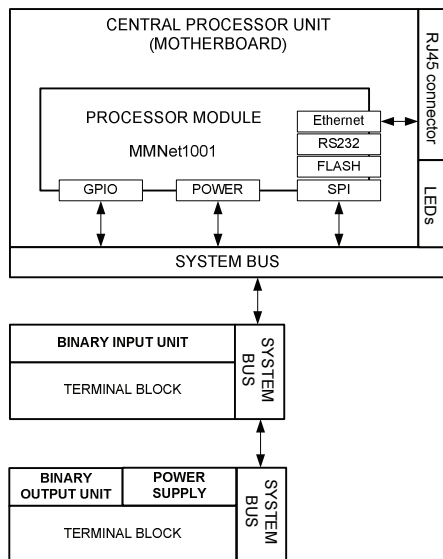 CENTRAL PROCESSOR UNIT
(MOTHERBOARD)
RJ45 connector
PROCESSOR MODULE
MMNet1001
Ethernet
RS232
FLASH
SPI
GPIO
POWER
LEDs
SYSTEM BUS
BINARY INPUT UNIT
TERMINAL BLOCK
SYSTEM
BUS
BINARY
OUTPUT UNIT
POWER
SUPPLY
TERMINAL BLOCK
SYSTEM
BUS